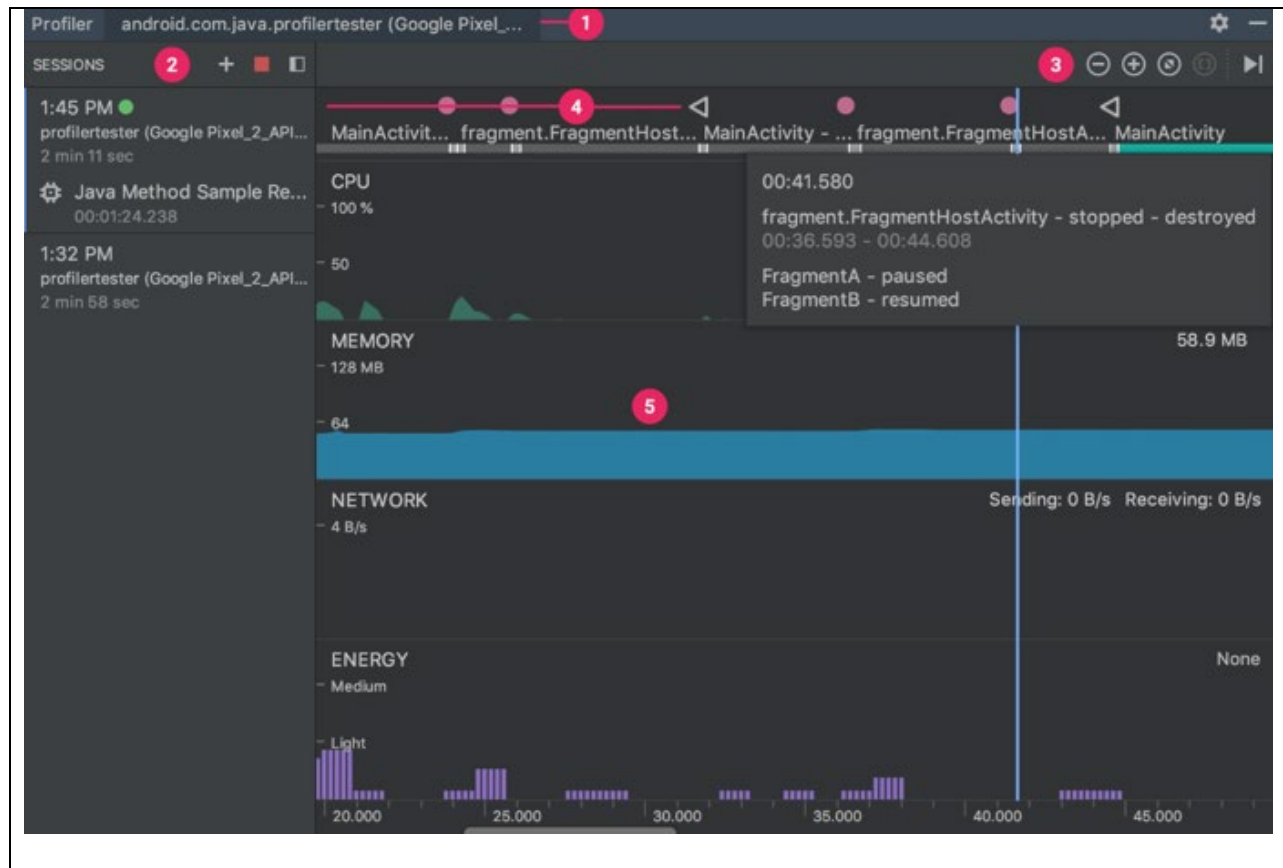 Profiler android.com.java.profilertester (Google Pixel_... 1
SESSIONS 2
3
1:45 PM
profilertester (Google Pixel_2_API...
2 min 11 sec
Java Method Sample Re...
00:01:24.238
1:32 PM
profilertester (Google Pixel_2_API...
2 min 58 sec
4
MainActivit... fragment.FragmentHost... MainActivity - ... fragment.FragmentHostA... MainActivity
CPU
100 %
50
00:41.580
fragment.FragmentHostActivity - stopped - destroyed
00:36.593 - 00:44.608
FragmentA - paused
FragmentB - resumed
MEMORY 58.9 MB
128 MB
5
64
NETWORK Sending: 0 B/s Receiving: 0 B/s
4 B/s
ENERGY None
Medium
Light
20.000 25.000 30.000 35.000 40.000 45.000